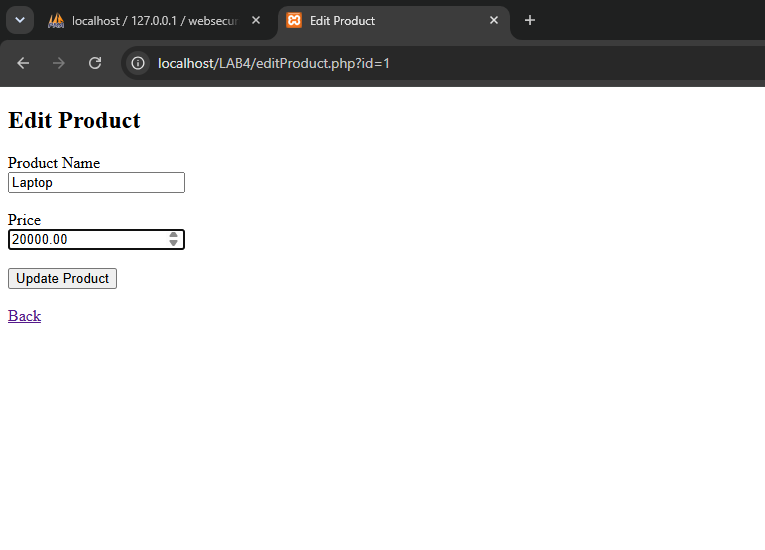 localhost / 127.0.0.1 / websecur
Edit Product
localhost/LAB4/editProduct.php?id=1
Edit Product
Product Name
Laptop
Price
20000.00
Update Product
Back